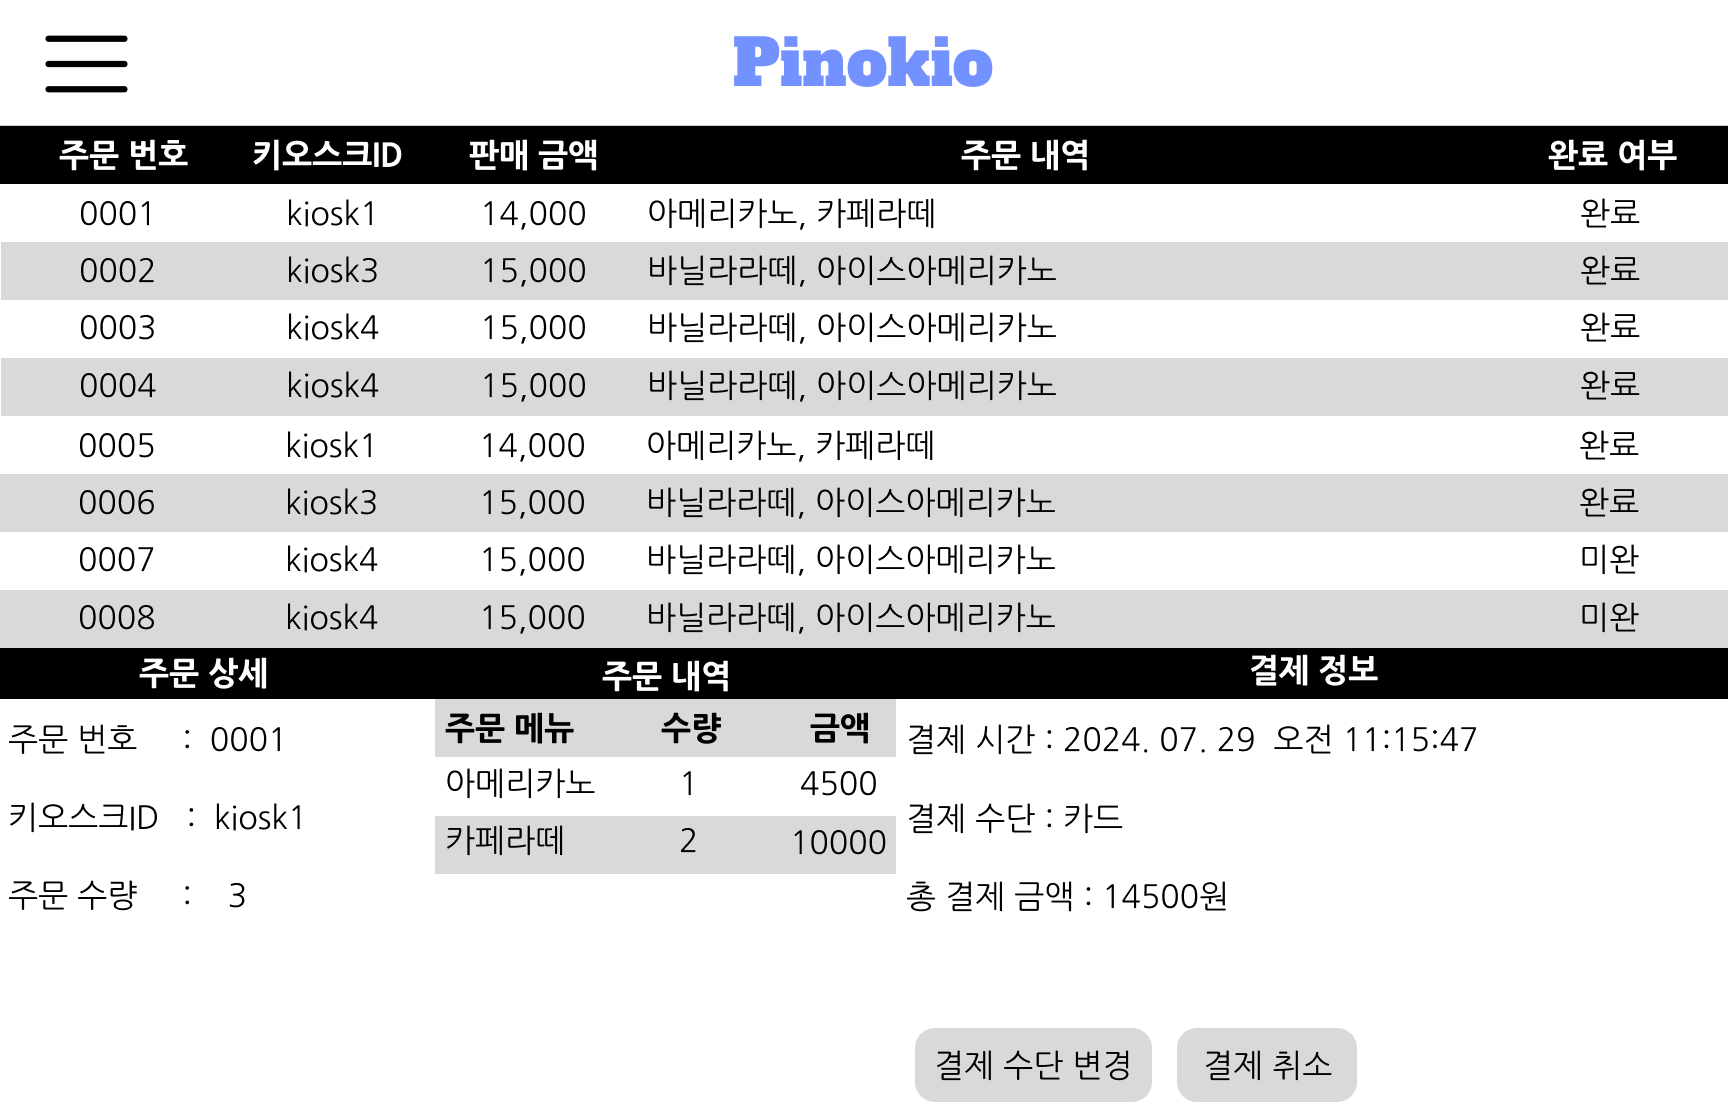 Pinokio
주문 번호 키오스크ID 판매 금액 주문 내역 완료 여부
0001 kiosk1 14,000 아메리카노, 카페라떼 완료
0002 kiosk3 15,000 바닐라라떼, 아이스아메리카노 완료
0003 kiosk4 15,000 바닐라라떼, 아이스아메리카노 완료
0004 kiosk4 15,000 바닐라라떼, 아이스아메리카노 완료
0005 kiosk1 14,000 아메리카노, 카페라떼 완료
0006 kiosk3 15,000 바닐라라떼, 아이스아메리카노 완료
0007 kiosk4 15,000 바닐라라떼, 아이스아메리카노 미완
0008 kiosk4 15,000 바닐라라떼, 아이스아메리카노 미완
주문 상세
주문 번호 : 0001
키오스크ID : kiosk1
주문 수량 : 3
주문 내역
주문 메뉴 수량 금액
아메리카노 1 4500
카페라떼 2 10000
결제 정보
결제 시간 : 2024. 07. 29 오전 11:15:47
결제 수단 : 카드
총 결제 금액 : 14500원
결제 수단 변경 결제 취소